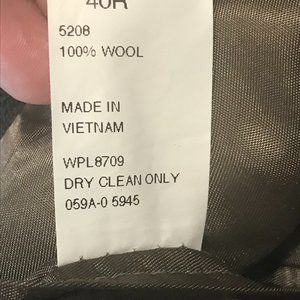 40R
5208
100% WOOL
MADE IN
VIETNAM
WPL8709
DRY CLEAN ONLY
059A-0 5945